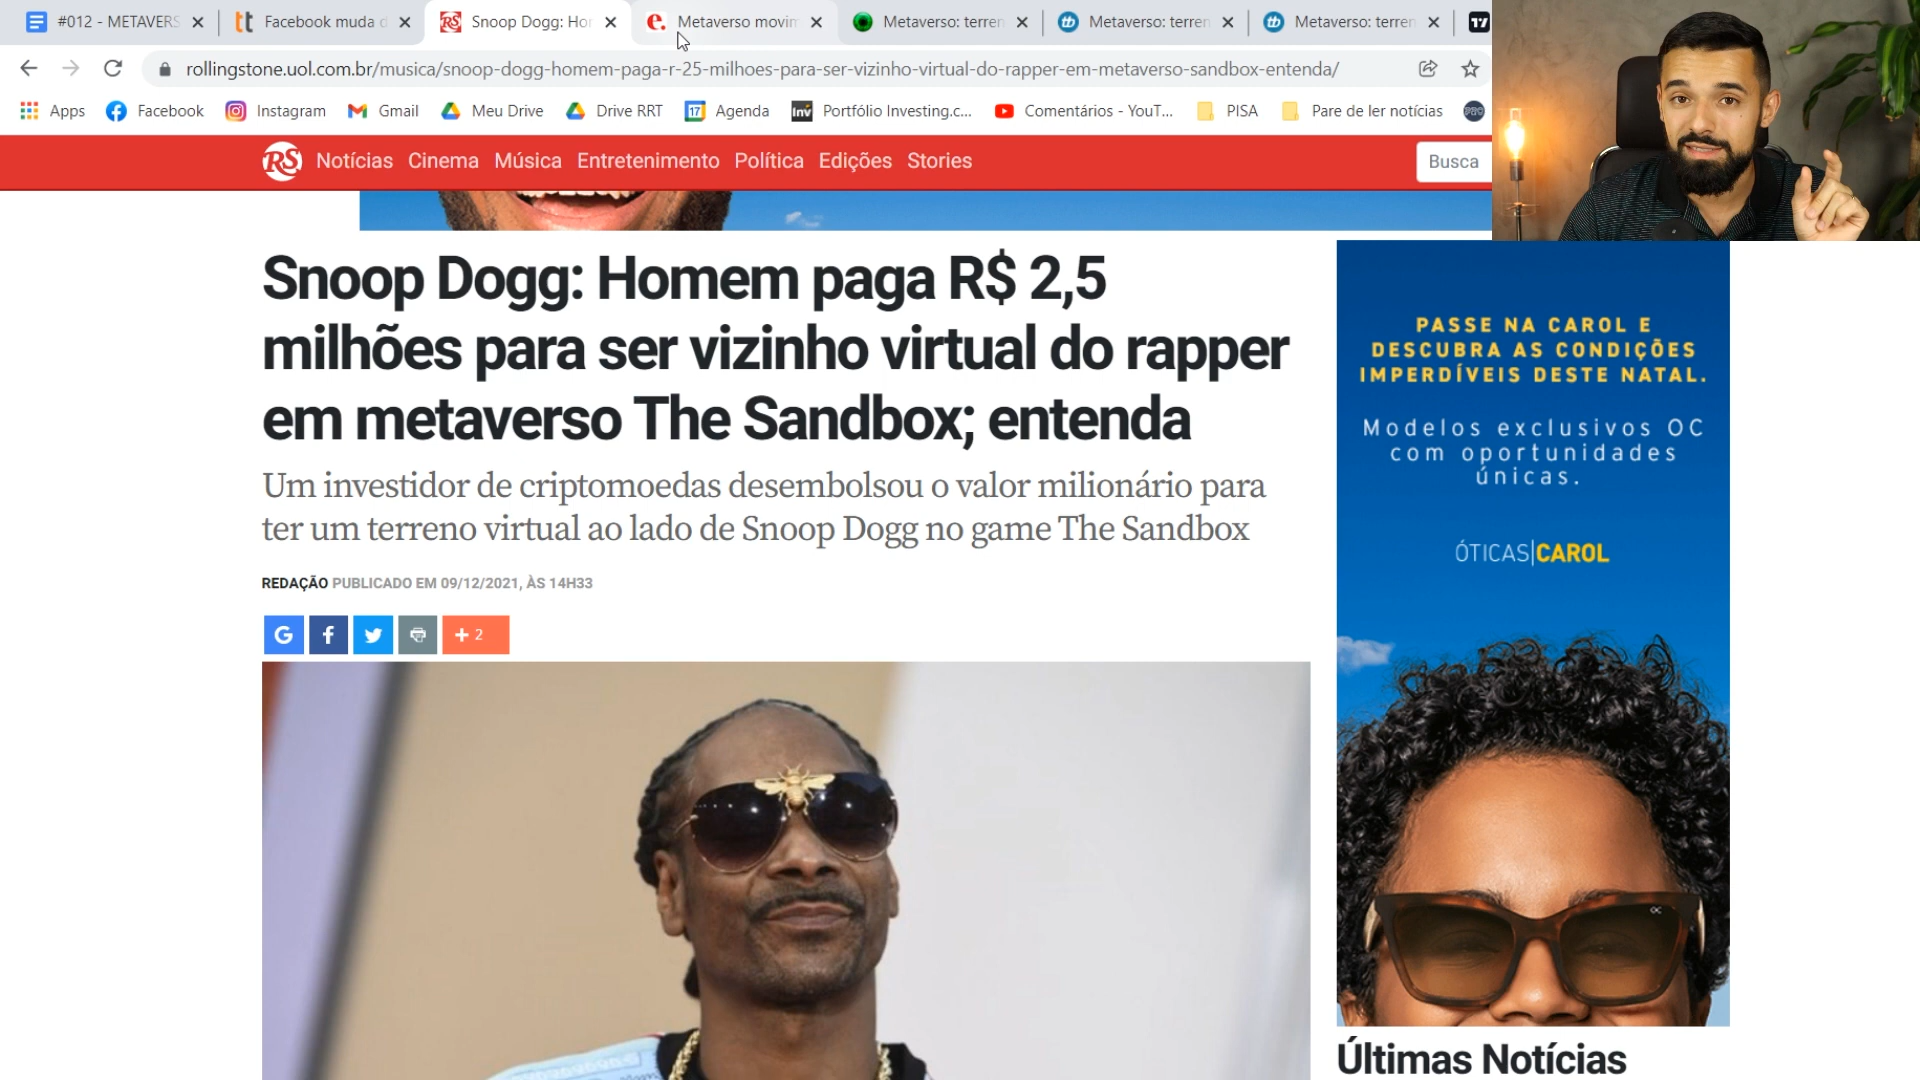 #012 - METAVERS
Facebook muda d
Snoop Dogg: Hor
Metaverso movim
Metaverso: terren
Metaverso: terren
Metaverso: terren
rollingstone.uol.com.br/musica/snoop-dogg-homem-paga-r-25-milhoes-para-ser-vizinho-virtual-do-rapper-em-metaverso-sandbox-entenda/
Apps
Facebook
Instagram
Gmail
Meu Drive
Drive RRT
17
Agenda
Inv
Portfólio Investing.c...
Comentários - YouT...
PISA
Pare de ler notícias
RS
Notícias
Cinema
Música
Entretenimento
Política
Edições
Stories
Busca
Snoop Dogg: Homem paga R$ 2,5
milhões para ser vizinho virtual do rapper
em metaverso The Sandbox; entenda
Um investidor de criptomoedas desembolsou o valor milionário para
ter um terreno virtual ao lado de Snoop Dogg no game The Sandbox
REDAÇÃO PUBLICADO EM 09/12/2021, ÀS 14H33
G
f
+ 2
PASSE NA CAROL E
DESCUBRA AS CONDIÇÕES
IMPERDÍVEIS DESTE NATAL.
Modelos exclusivos OC
com oportunidades
únicas.
ÓTICAS|CAROL
OC
Últimas Notícias